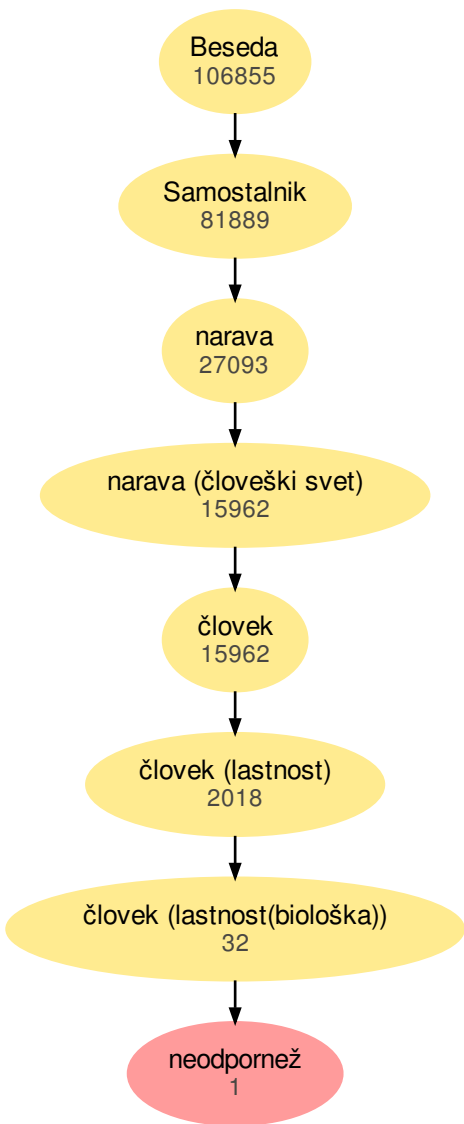 Beseda
106855
Samostalnik
81889
narava
27093
narava (človeški svet)
15962
človek
15962
človek (lastnost)
2018
človek (lastnost(biološka))
32
neodpornež
1